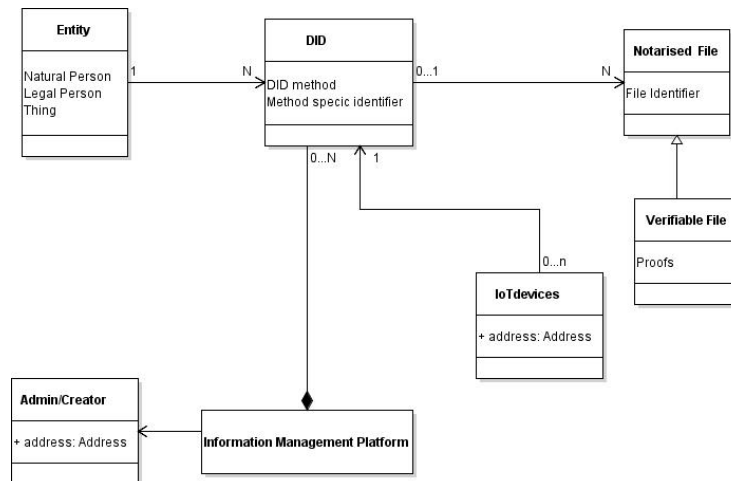 Entity
Natural Person
Legal Person
Thing
1
N
DID
DID method
Method specic identifier
0...1
N
Notarised File
File Identifier
0...N
1
Verifiable File
Proofs
0...n
IoTdevices
+ address: Address
Admin/Creator
+ address: Address
Information Management Platform